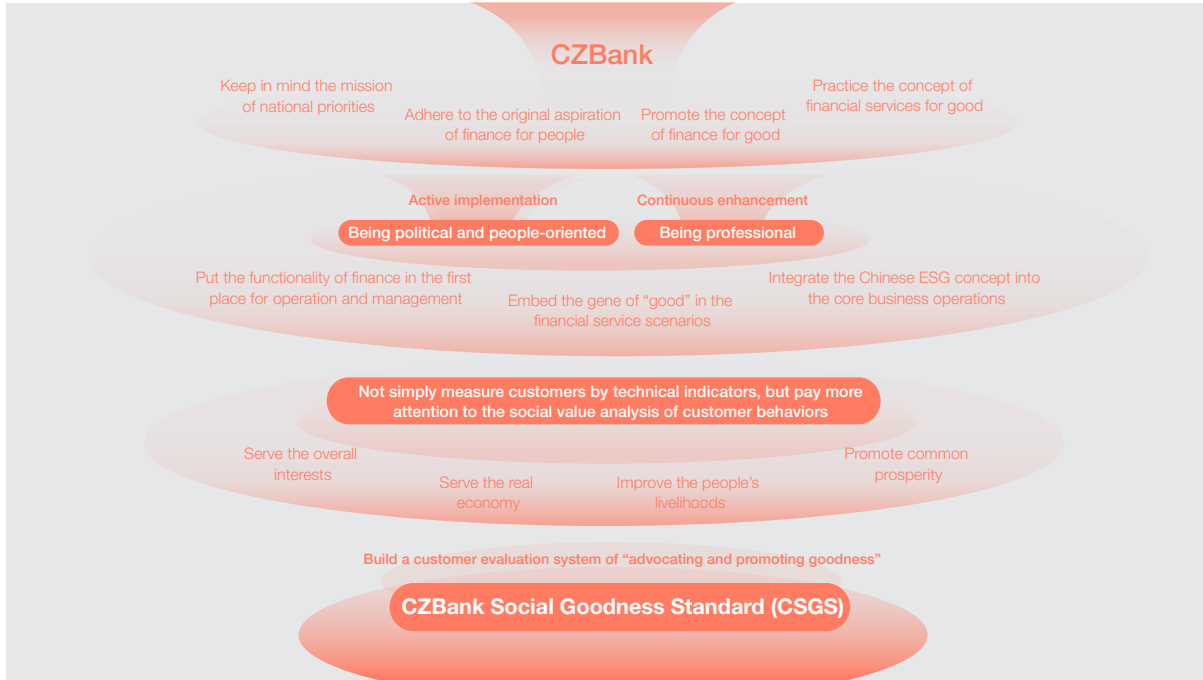 CZBank
Keep in mind the mission
of national priorities
Adhere to the original aspiration
of finance for people
Promote the concept
of finance for good
Practice the concept of
financial services for good
Active implementation
Continuous enhancement
Being political and people-oriented
Being professional
Put the functionality of finance in the first
place for operation and management
Embed the gene of “good” in the
financial service scenarios
Integrate the Chinese ESG concept into
the core business operations
Not simply measure customers by technical indicators, but pay more
attention to the social value analysis of customer behaviors
Serve the overall
interests
Serve the real
economy
Improve the people’s
livelihoods
Promote common
prosperity
Build a customer evaluation system of “advocating and promoting goodness”
CZBank Social Goodness Standard (CSGS)